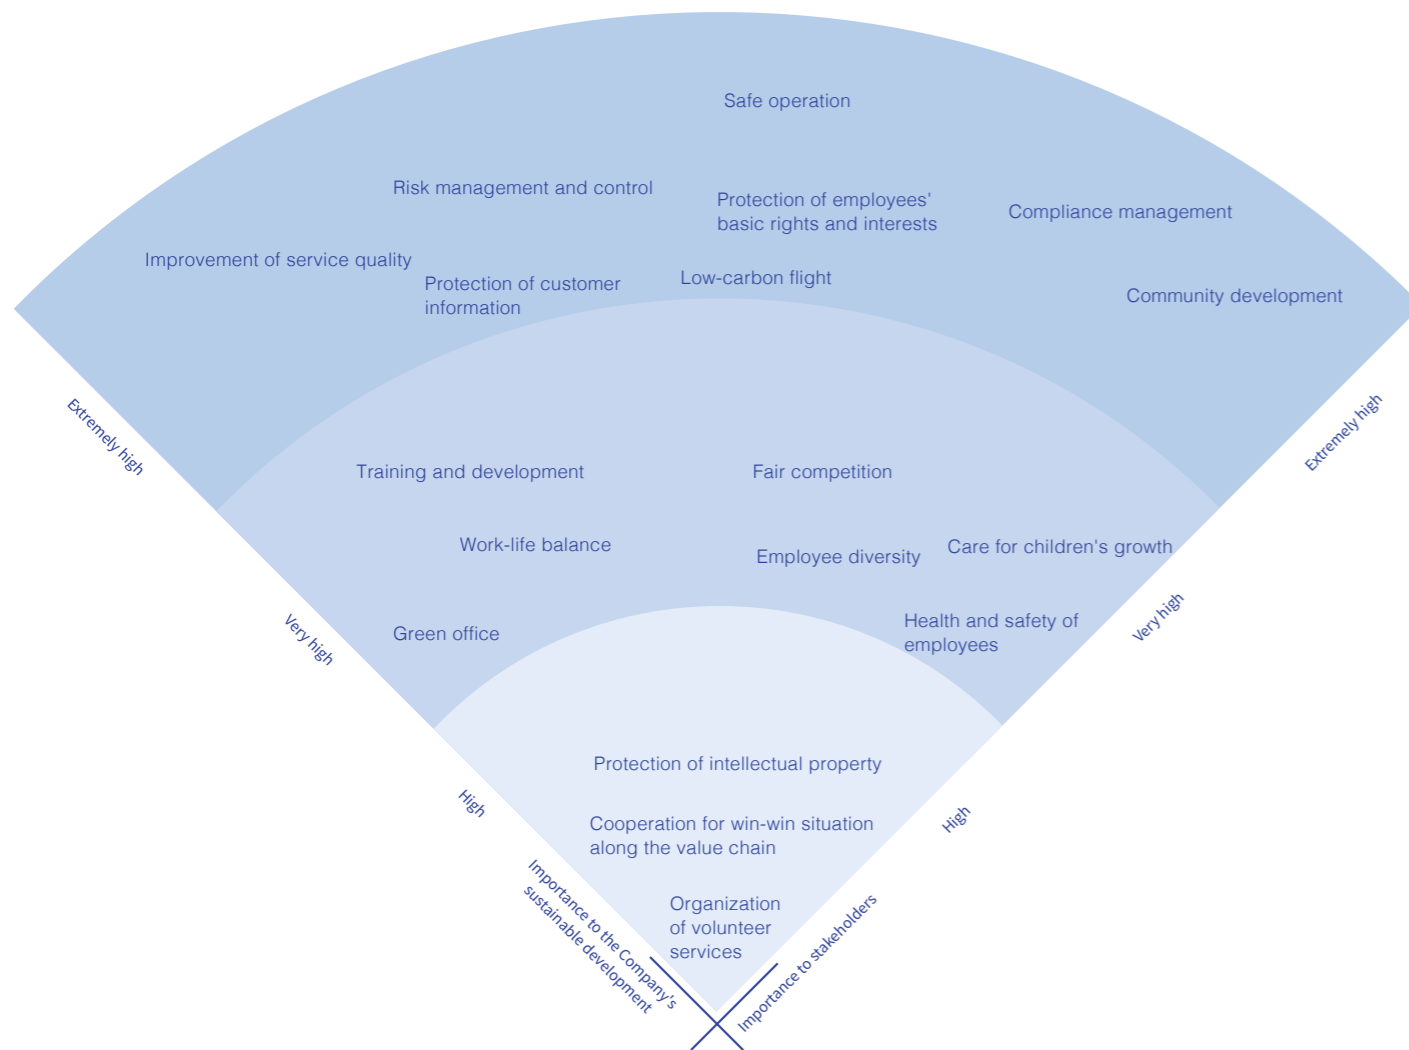 Safe operation
Risk management and control
Protection of employees'
basic rights and interests
Compliance management
Improvement of service quality
Protection of customer
information
Low-carbon flight
Community development
Extremely high
Extremely high
Training and development
Fair competition
Work-life balance
Employee diversity
Care for children's growth
Green office
Health and safety of
employees
Very high
Very high
Protection of intellectual property
Cooperation for win-win situation
along the value chain
High
High
Organization
of volunteer
services
Importance to the Company's
sustainable development
Importance to stakeholders